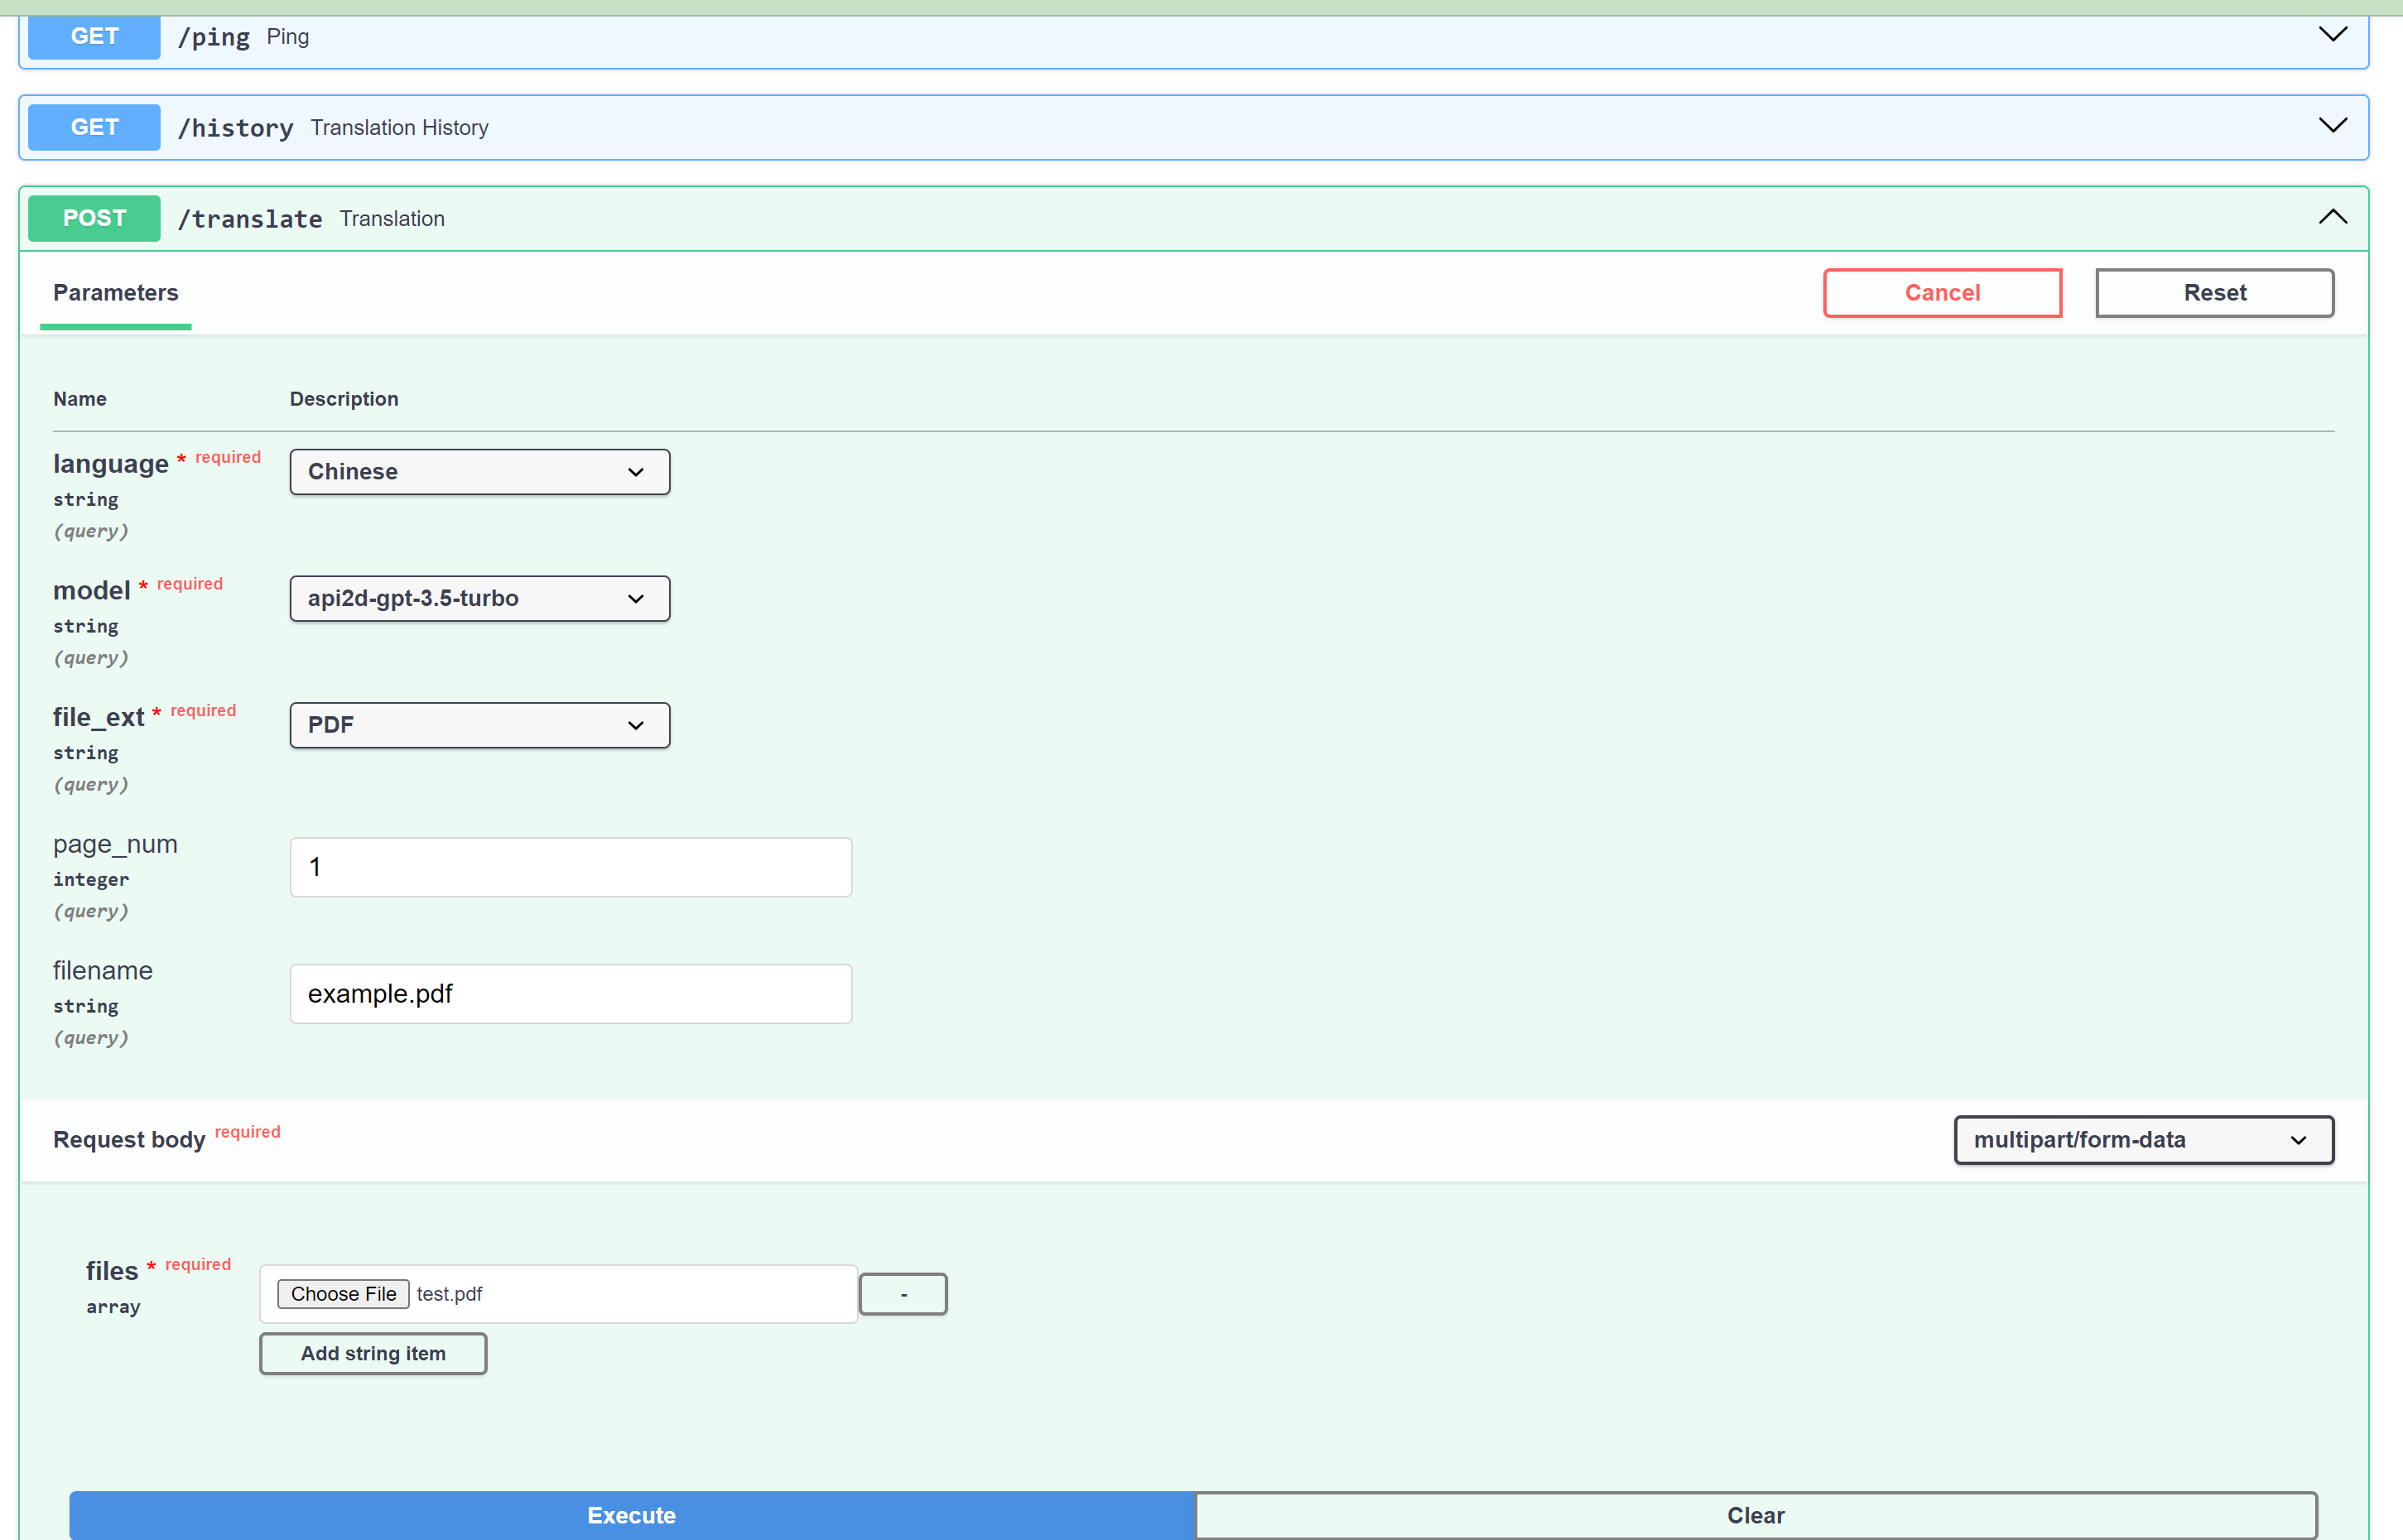 GET /ping Ping
GET /history Translation History
POST /translate Translation
Parameters Cancel Reset
Name Description
language * required Chinese
string
(query)
model * required api2d-gpt-3.5-turbo
string
(query)
file_ext * required PDF
string
(query)
page_num
integer 1
(query)
filename
string example.pdf
(query)
Request body required multipart/form-data
files * required
array Choose File test.pdf -
Add string item
Execute Clear